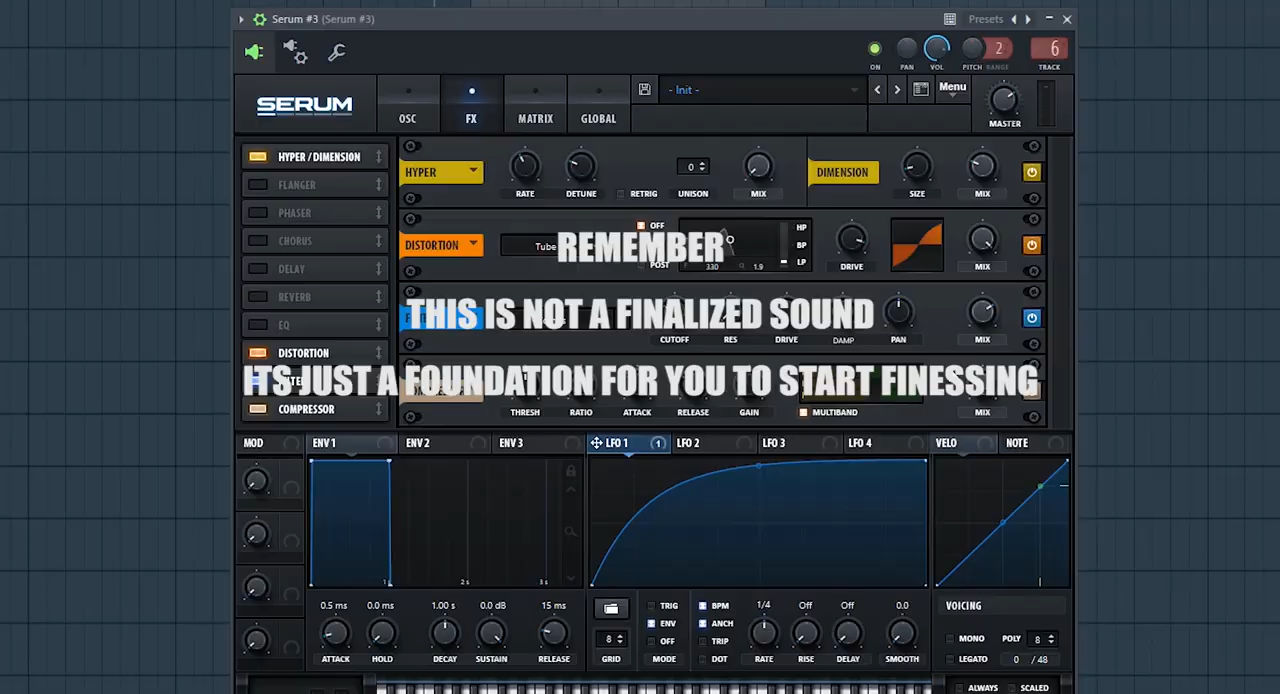 Serum #3 (Serum #3)
Presets
ON PAN VOL PITCH RANGE 2 6 TRACK
SERUM
OSC FX MATRIX GLOBAL
- Init -
Menu
MASTER
HYPER / DIMENSION
FLANGER
PHASER
CHORUS
DELAY
REVERB
EQ
DISTORTION
COMPRESSOR
HYPER
RATE DETUNE RETRIG 0 UNISON MIX
DIMENSION
SIZE MIX
DISTORTION
Tube
OFF
POST
330 Q 1.9
HP
BP
LP
DRIVE MIX
REMEMBER
THIS IS NOT A FINALIZED SOUND
ITS JUST A FOUNDATION FOR YOU TO START FINESSING
CUTOFF RES DRIVE DAMP PAN MIX
THRESH RATIO ATTACK RELEASE GAIN MULTIBAND MIX
MOD ENV 1 ENV 2 ENV 3 LFO 1 1 LFO 2 LFO 3 LFO 4 VELO NOTE
2s 3s
0.5 ms 0.0 ms 1.00 s 0.0 dB 15 ms
ATTACK HOLD DECAY SUSTAIN RELEASE
8
GRID
TRIG
ENV
OFF
MODE
BPM
ANCH
TRIP
DOT
1/4 Off Off 0.0
RATE RISE DELAY SMOOTH
VOICING
MONO POLY 8
LEGATO 0 / 48
ALWAYS SCALED